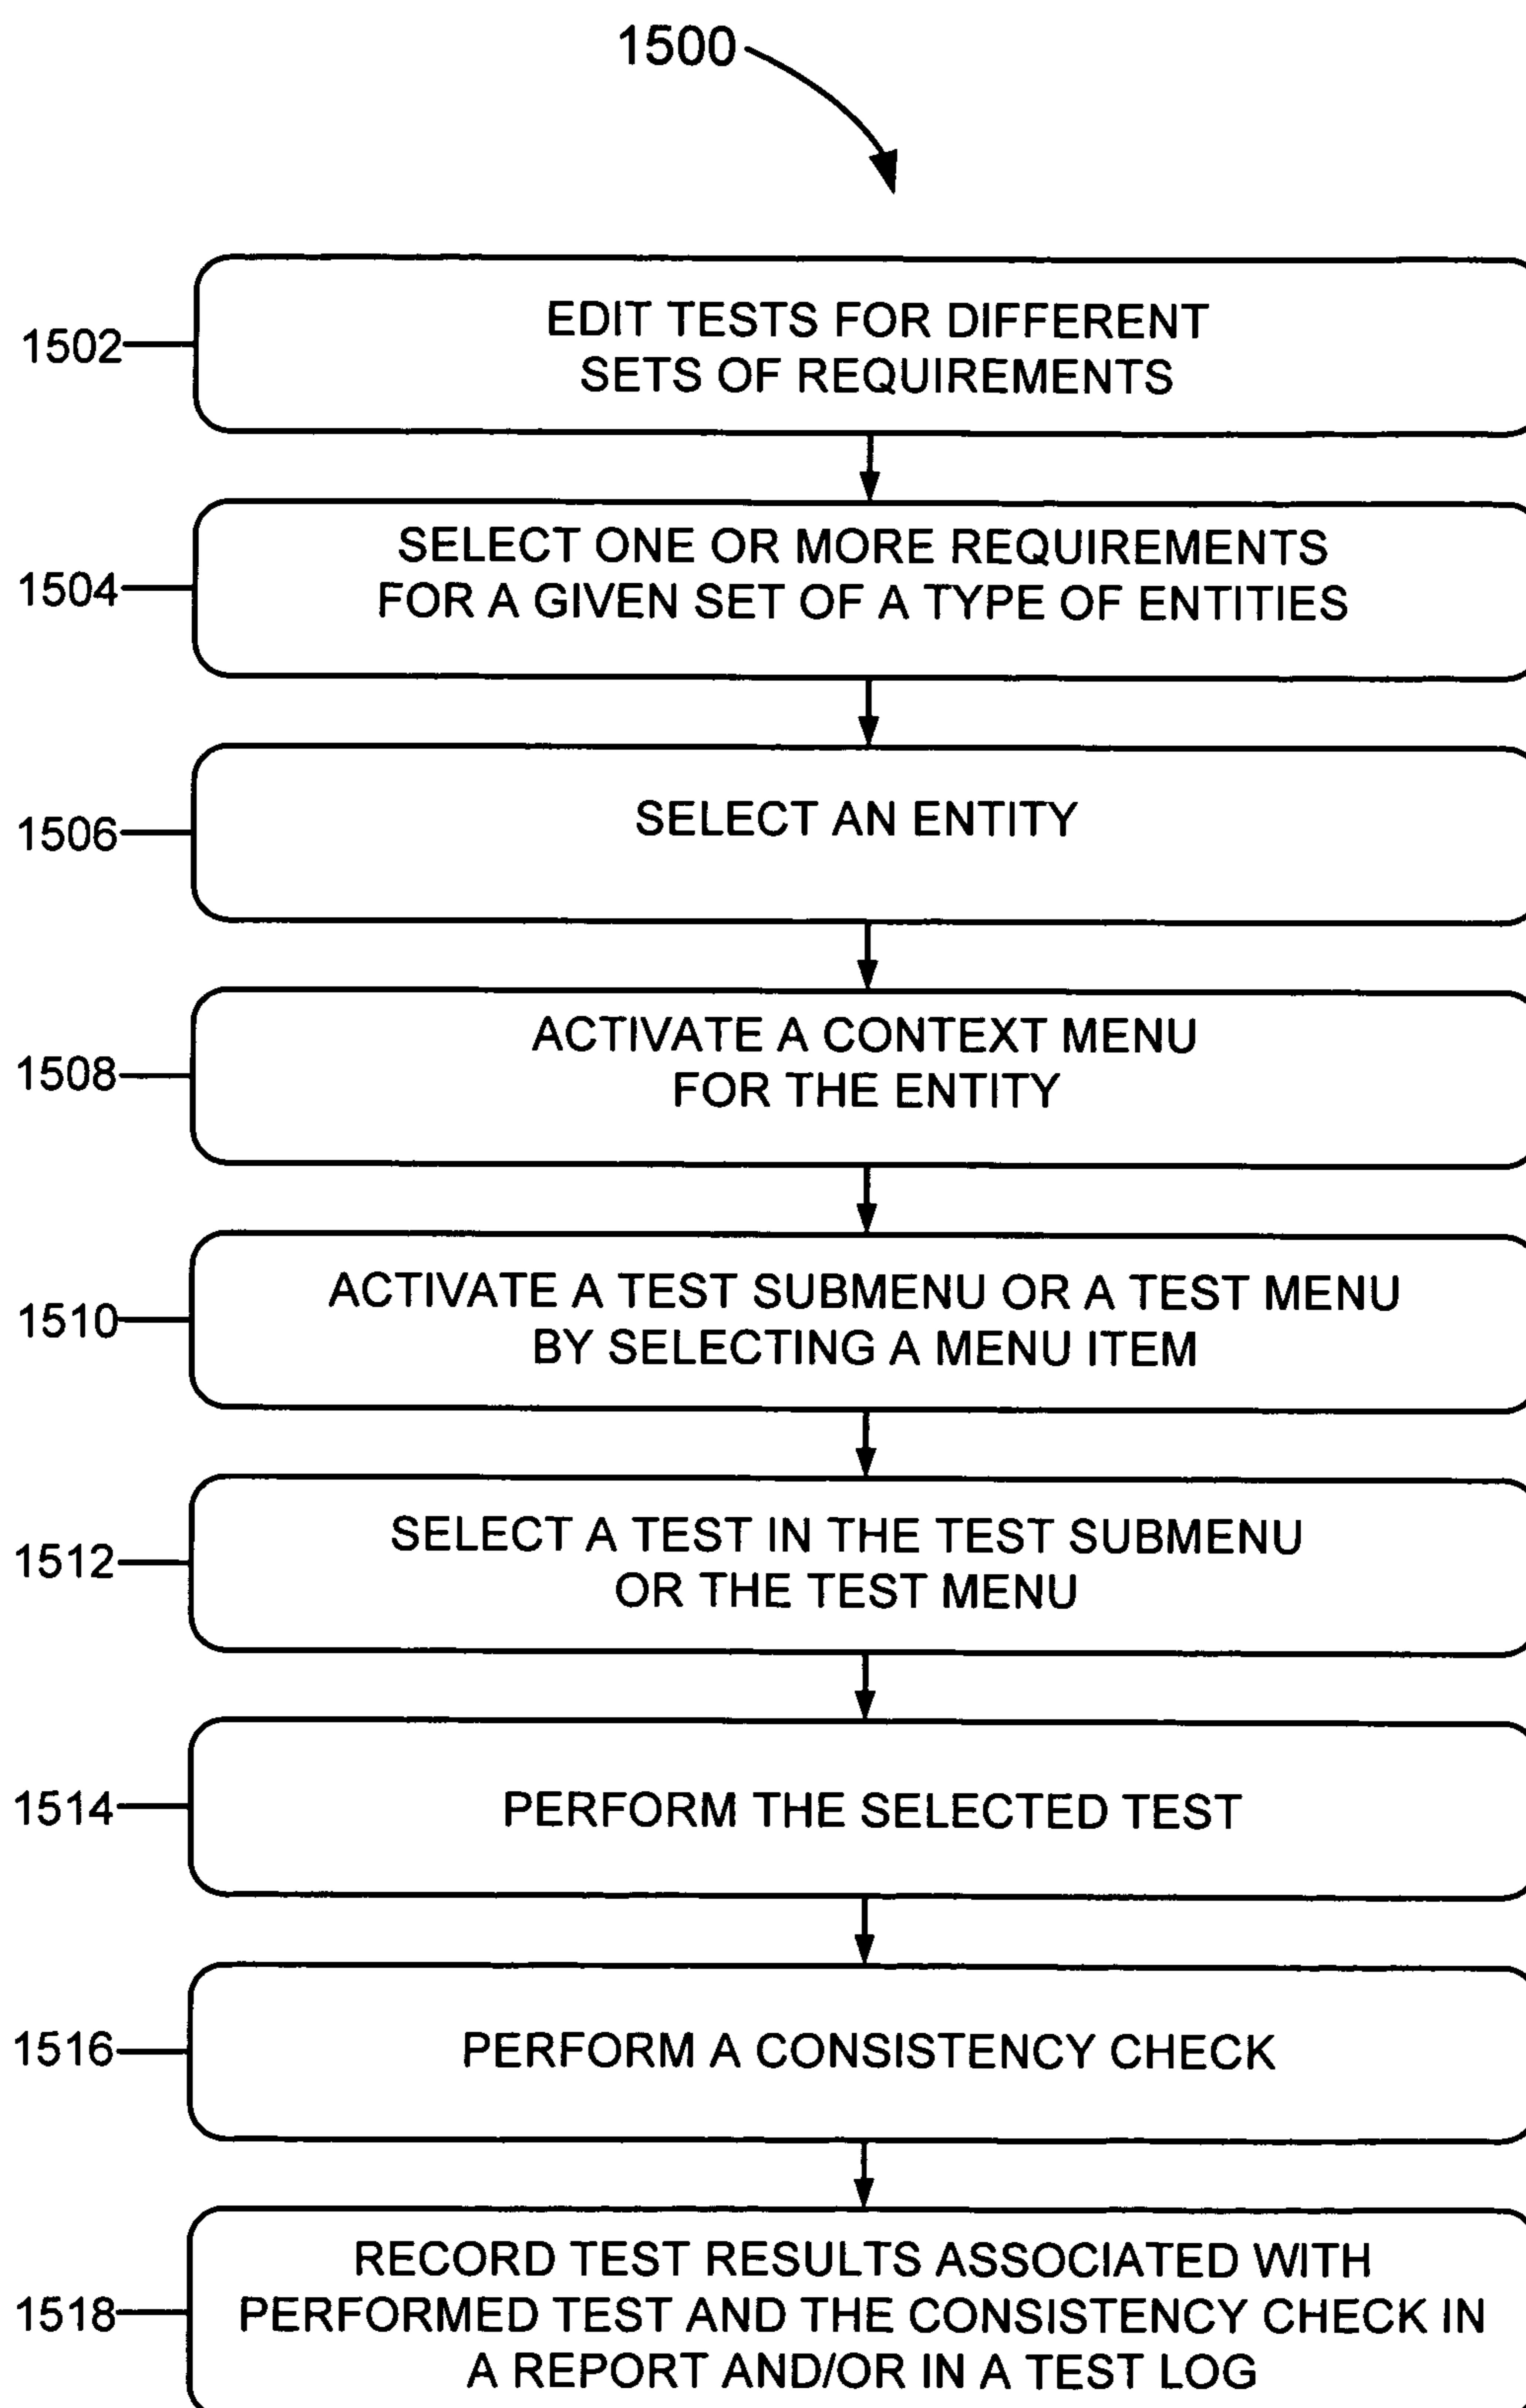 1500
1502
EDIT TESTS FOR DIFFERENT
SETS OF REQUIREMENTS
1504
SELECT ONE OR MORE REQUIREMENTS
FOR A GIVEN SET OF A TYPE OF ENTITIES
1506
SELECT AN ENTITY
1508
ACTIVATE A CONTEXT MENU
FOR THE ENTITY
1510
ACTIVATE A TEST SUBMENU OR A TEST MENU
BY SELECTING A MENU ITEM
1512
SELECT A TEST IN THE TEST SUBMENU
OR THE TEST MENU
1514
PERFORM THE SELECTED TEST
1516
PERFORM A CONSISTENCY CHECK
1518
RECORD TEST RESULTS ASSOCIATED WITH
PERFORMED TEST AND THE CONSISTENCY CHECK IN
A REPORT AND/OR IN A TEST LOG